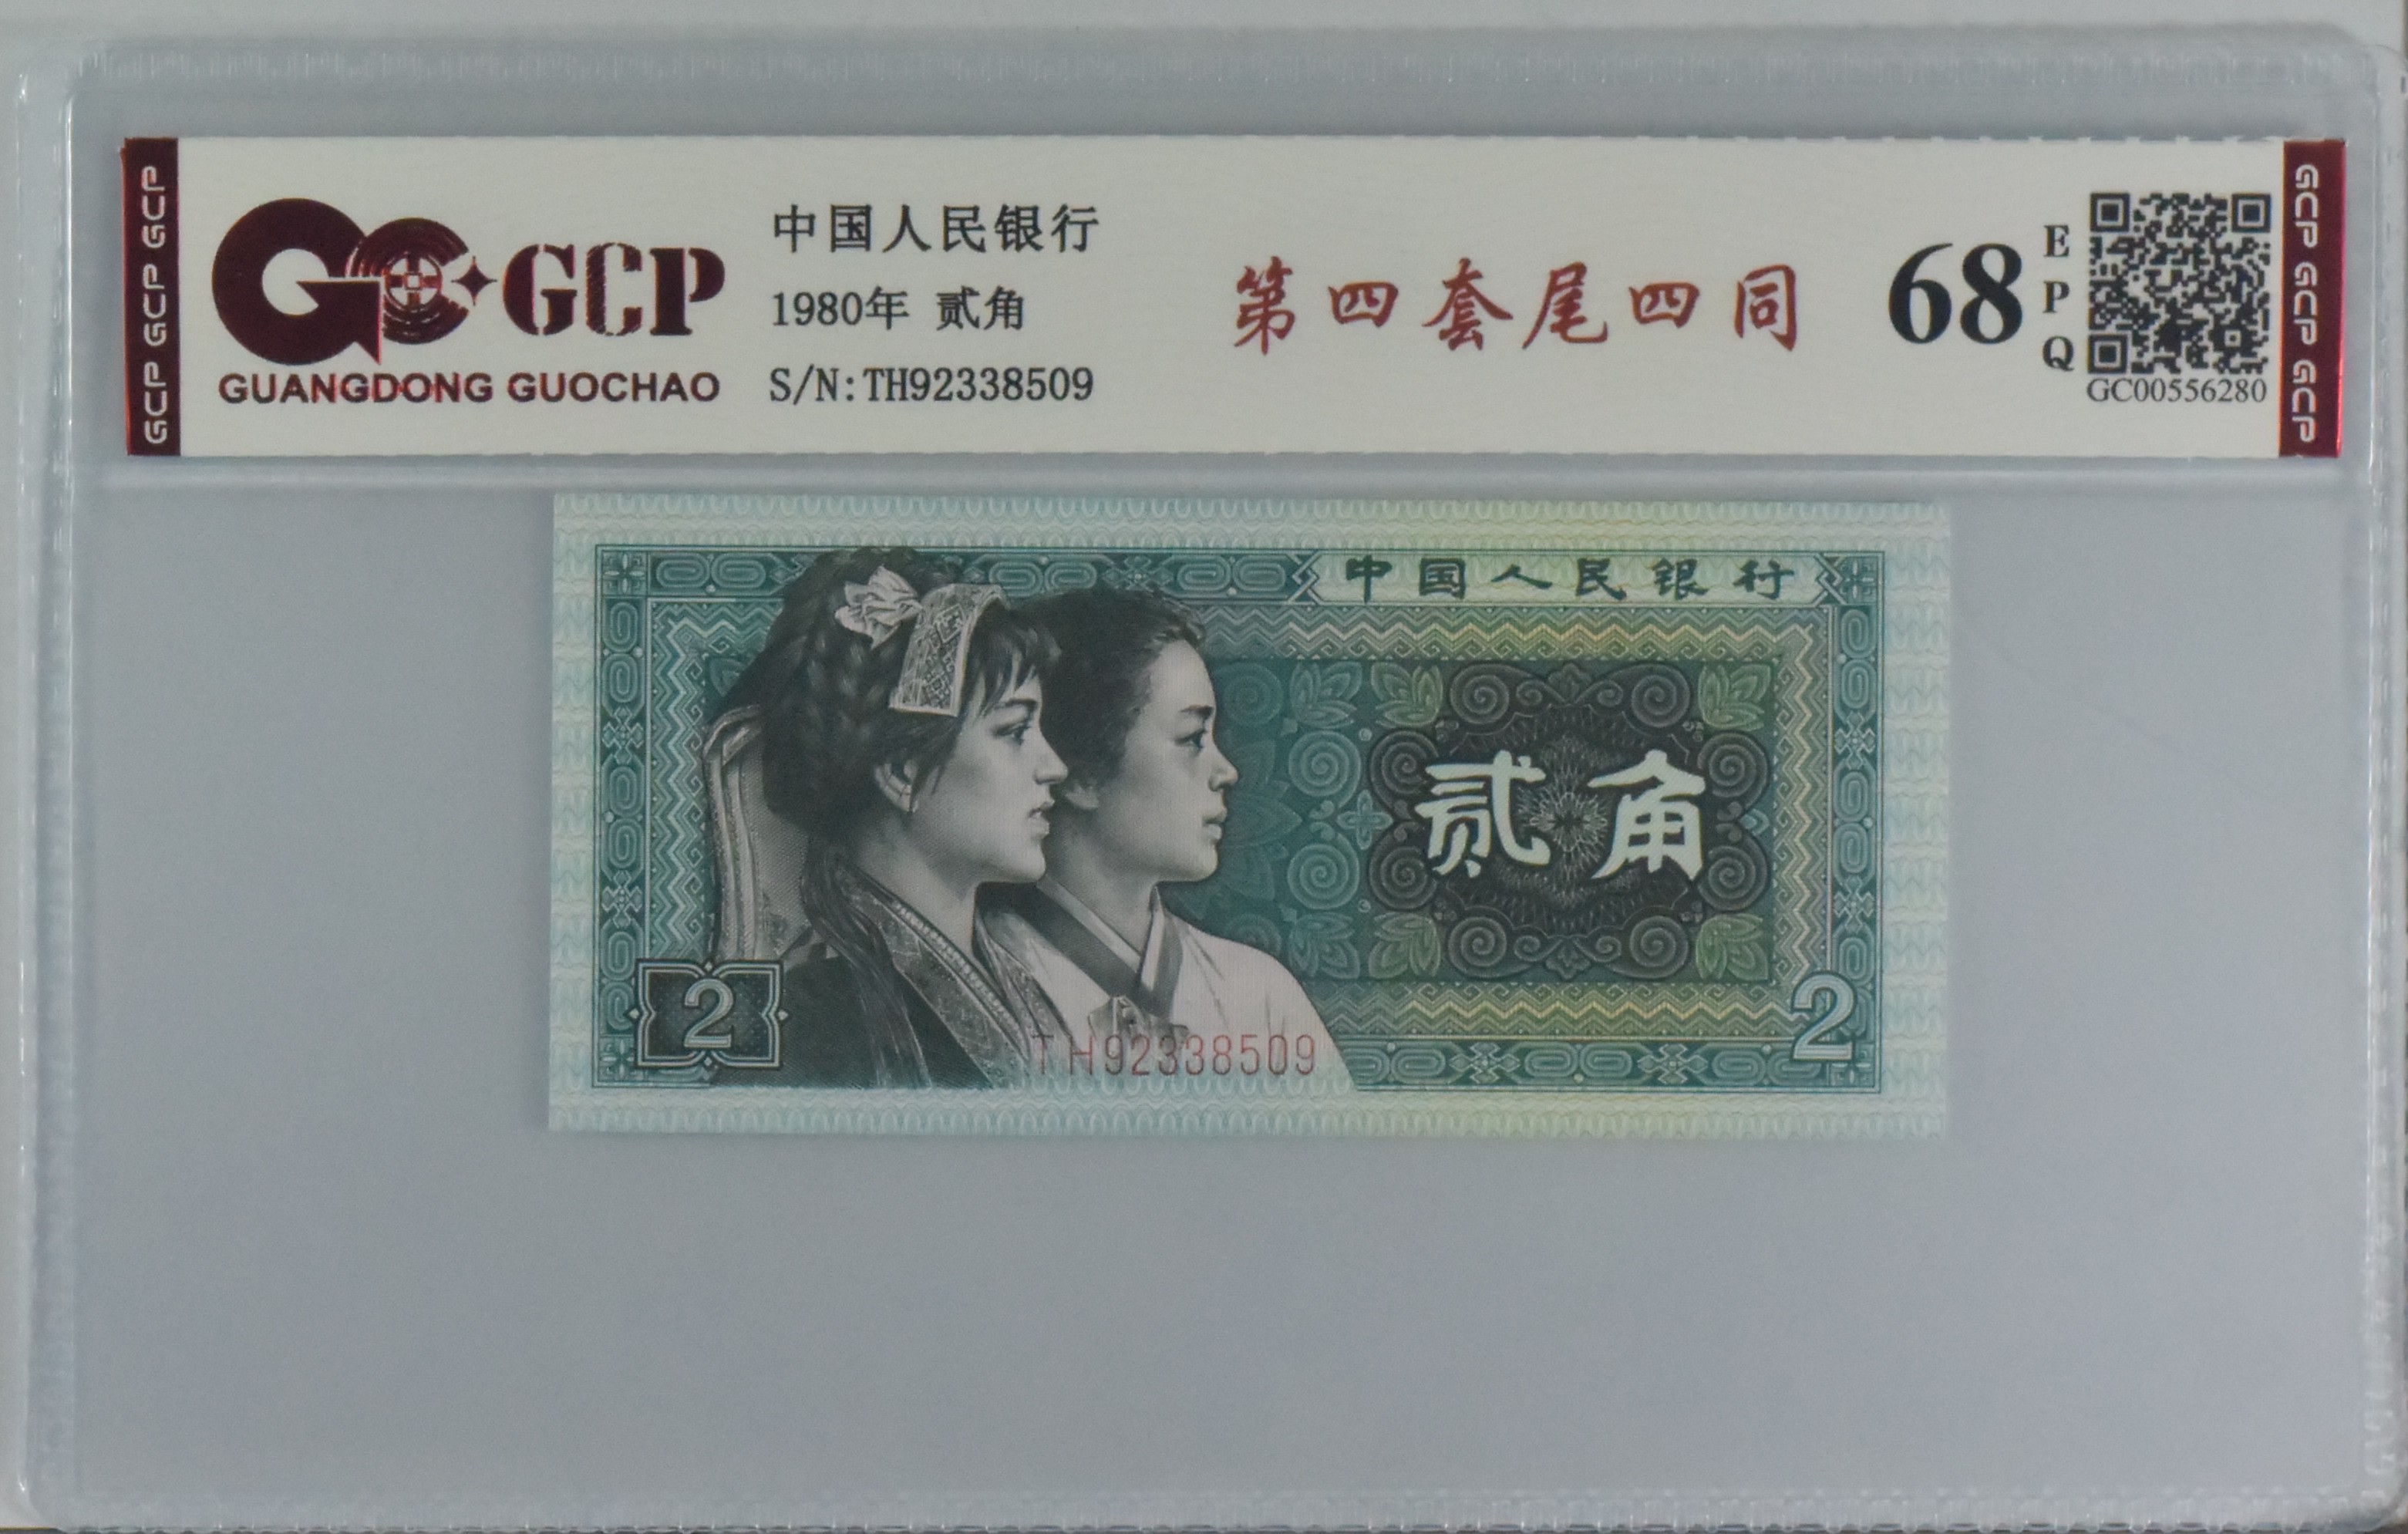 GCP GCP GCP
GCP
GUANGDONG GUOCHAO
中国人民银行
1980年 贰角
S/N:TH92338509
第四套尾四同
68
EPQ
GC00556280
GCP GCP GCP
中国人民银行
贰角
2
TH92338509
2